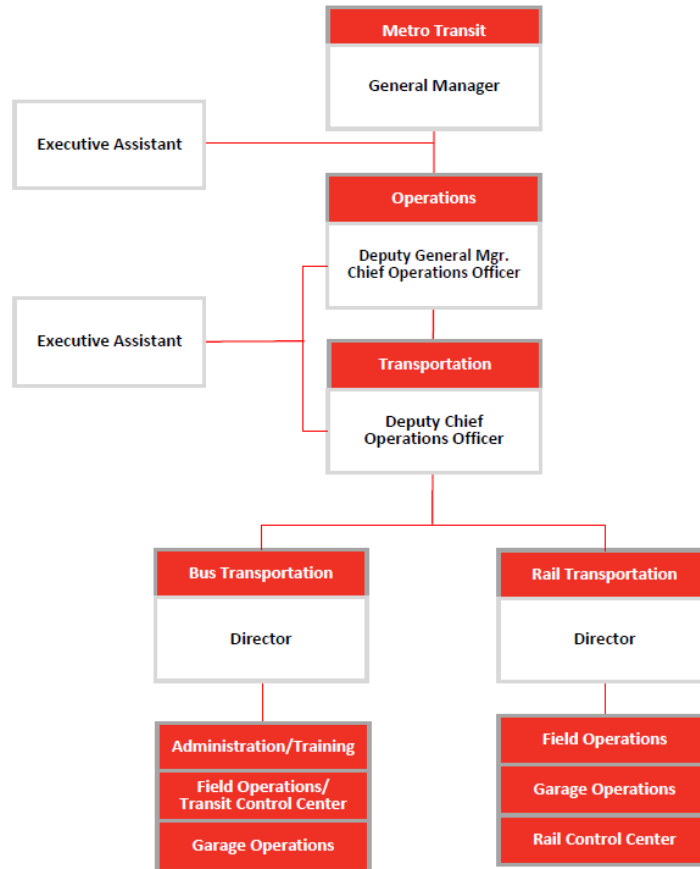 Metro Transit
General Manager
Executive Assistant
Operations
Deputy General Mgr.
Chief Operations Officer
Executive Assistant
Transportation
Deputy Chief
Operations Officer
Bus Transportation
Director
Rail Transportation
Director
Administration/Training
Field Operations/
Transit Control Center
Garage Operations
Field Operations
Garage Operations
Rail Control Center